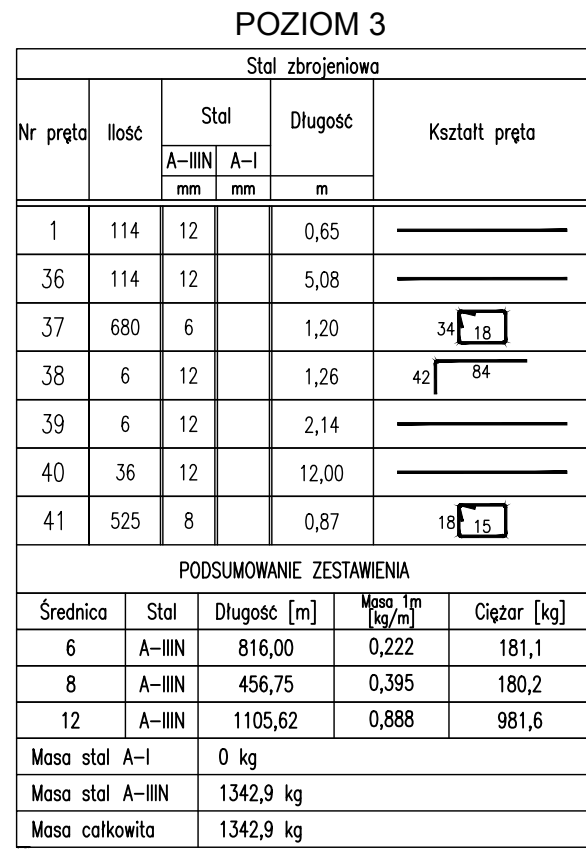 POZIOM 3
Stal zbrojeniowa
Nr pręta Ilość Stal Długość Kształt pręta
A-IIIN A-I
mm mm m
1 114 12 0,65
36 114 12 5,08
37 680 6 1,20 34 18
38 6 12 1,26 42 84
39 6 12 2,14
40 36 12 12,00
41 525 8 0,87 18 15
PODSUMOWANIE ZESTAWIENIA
Średnica Stal Długość [m] Masa 1m [kg/m] Ciężar [kg]
6 A-IIIN 816,00 0,222 181,1
8 A-IIIN 456,75 0,395 180,2
12 A-IIIN 1105,62 0,888 981,6
Masa stal A-I 0 kg
Masa stal A-IIIN 1342,9 kg
Masa całkowita 1342,9 kg